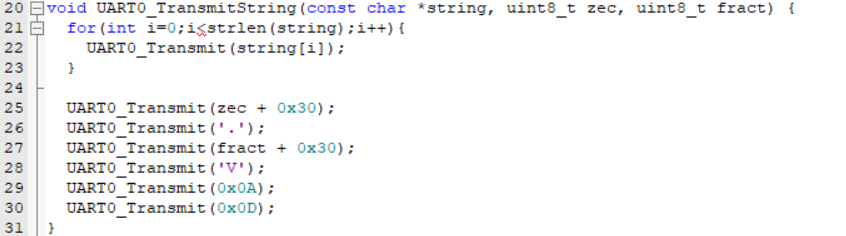 20 void UART0_TransmitString(const char *string, uint8_t zec, uint8_t fract) {
21 for(int i=0;i<strlen(string);i++){
22 UART0_Transmit(string[i]);
23 }
24
25 UART0_Transmit(zec + 0x30);
26 UART0_Transmit('.');
27 UART0_Transmit(fract + 0x30);
28 UART0_Transmit('V');
29 UART0_Transmit(0x0A);
30 UART0_Transmit(0x0D);
31 }